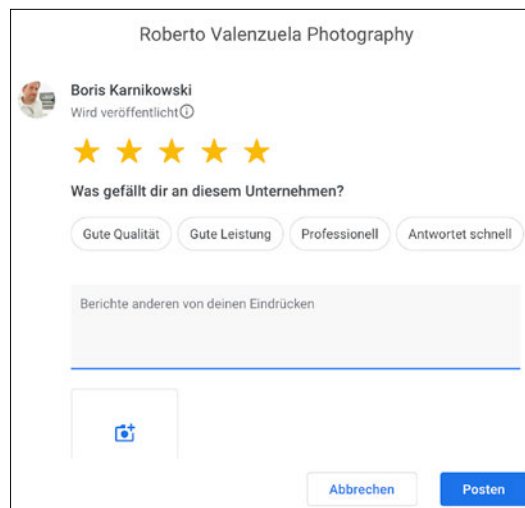 Roberto Valenzuela Photography
Boris Karnikowski
Wird veröffentlicht
Was gefällt dir an diesem Unternehmen?
Gute Qualität Gute Leistung Professionell Antwortet schnell
Berichte anderen von deinen Eindrücken
Abbrechen Posten